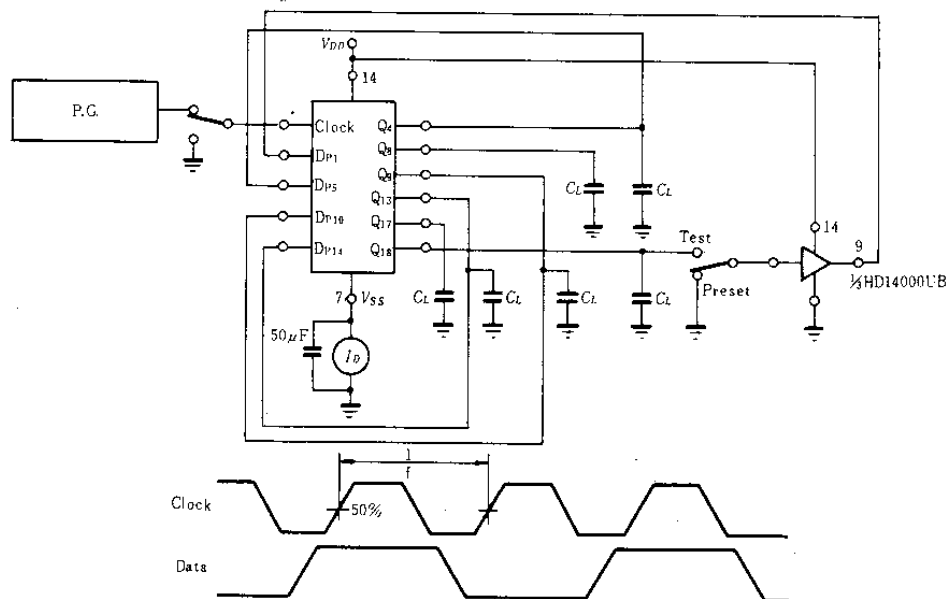 VDD
14
P.G.
Clock
DP1
DP5
DP10
DP14
Q4
Q8
Q9
Q13
Q17
Q18
CL
CL
CL
CL
CL
CL
7
VSS
50μF
ID
Test
Preset
14
9
⅓HD14000UB
1
f
Clock
50%
Data